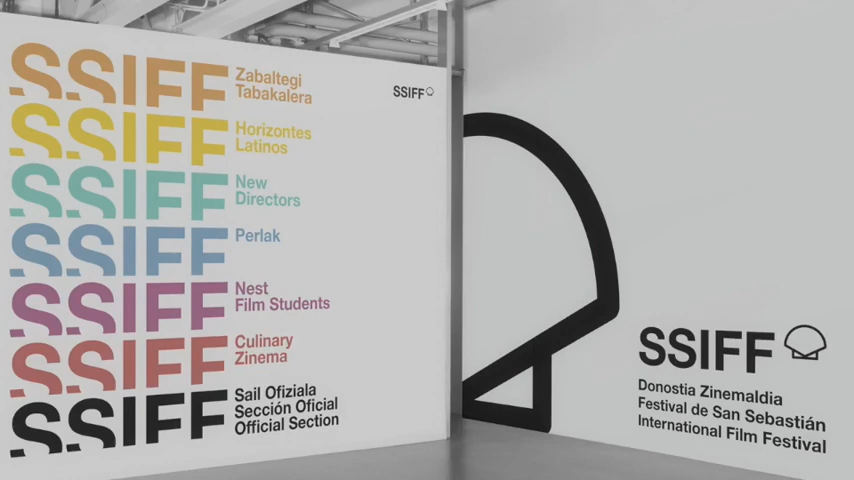 SSIFF
Zabaltegi
Tabakalera
SSIFF
Horizontes
Latinos
SSIFF
New
Directors
SSIFF
Perlak
SSIFF
Nest
Film Students
SSIFF
Culinary
Zinema
SSIFF
Sail Ofiziala
Sección Oficial
Official Section
SSIFF
SSIFF
Donostia Zinemaldia
Festival de San Sebastián
International Film Festival